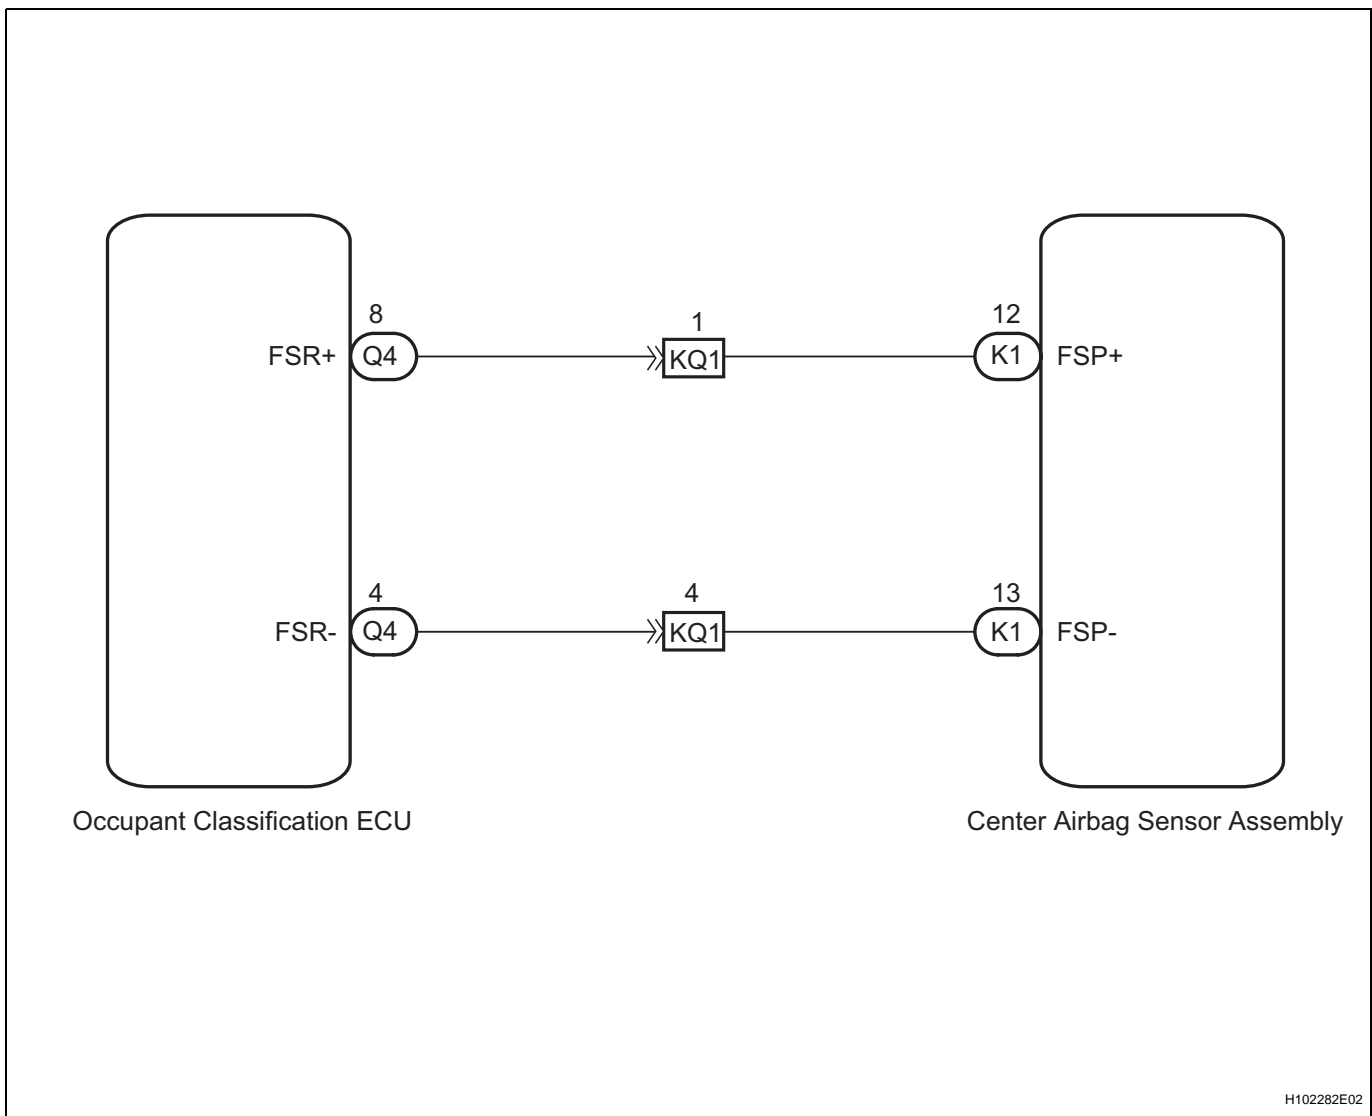 8 1 12
FSR+ Q4 KQ1 K1 FSP+
4 4 13
FSR- Q4 KQ1 K1 FSP-
Occupant Classification ECU Center Airbag Sensor Assembly
H102282E02